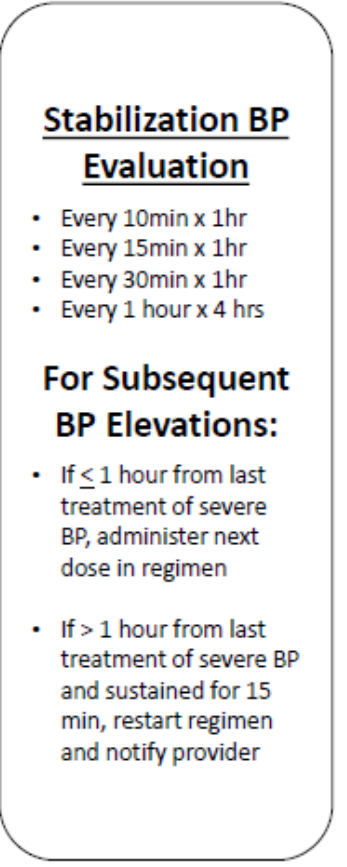 Stabilization BP
Evaluation
• Every 10min x 1hr
• Every 15min x 1hr
• Every 30min x 1hr
• Every 1 hour x 4 hrs
For Subsequent
BP Elevations:
• If ≤ 1 hour from last
treatment of severe
BP, administer next
dose in regimen
• If > 1 hour from last
treatment of severe BP
and sustained for 15
min, restart regimen
and notify provider